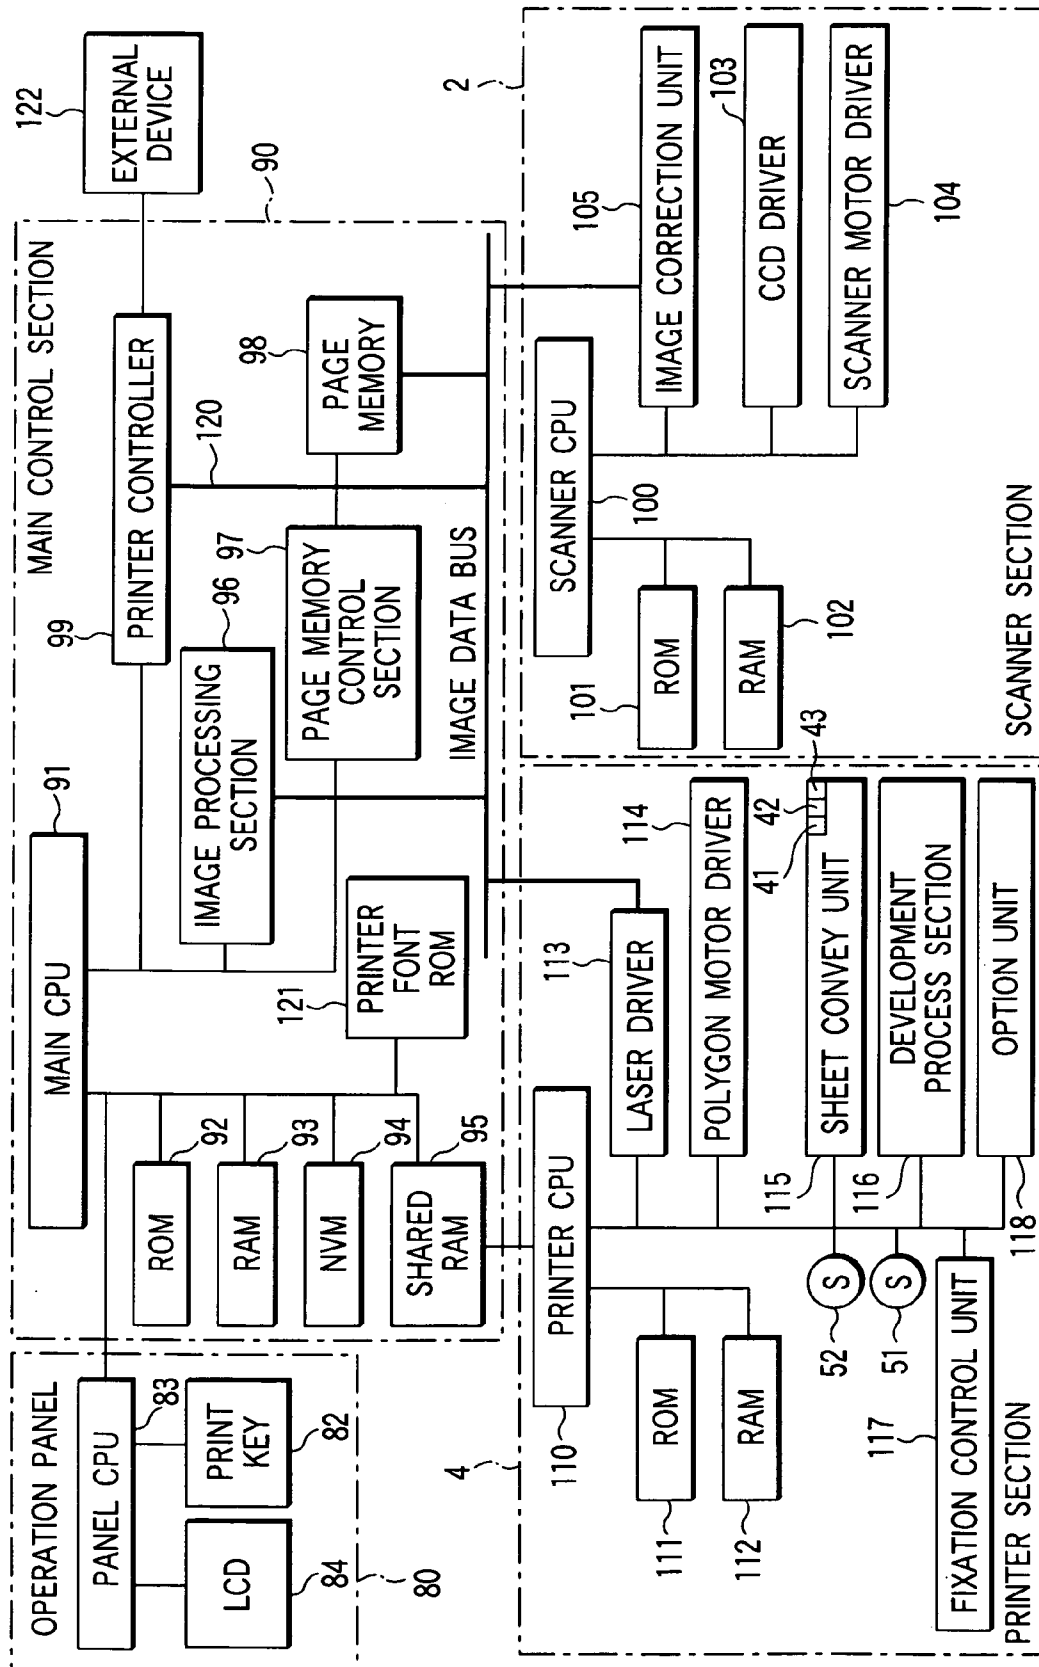 OPERATION PANEL
PANEL CPU
83
LCD
84
PRINT
KEY
82
80
MAIN CONTROL SECTION
MAIN CPU
91
ROM
92
RAM
93
NVM
94
SHARED
RAM
95
PRINTER
FONT
ROM
121
IMAGE PROCESSING
SECTION
96
PAGE MEMORY
CONTROL
SECTION
97
PAGE
MEMORY
98
99
PRINTER CONTROLLER
120
IMAGE DATA BUS
90
EXTERNAL
DEVICE
122
4
PRINTER CPU
110
ROM
111
RAM
112
LASER DRIVER
113
POLYGON MOTOR DRIVER
114
SHEET CONVEY UNIT
115
41
42
43
DEVELOPMENT
PROCESS SECTION
116
OPTION UNIT
118
S
52
S
51
FIXATION CONTROL UNIT
117
PRINTER SECTION
2
SCANNER CPU
100
ROM
101
RAM
102
IMAGE CORRECTION UNIT
105
CCD DRIVER
103
SCANNER MOTOR DRIVER
104
SCANNER SECTION